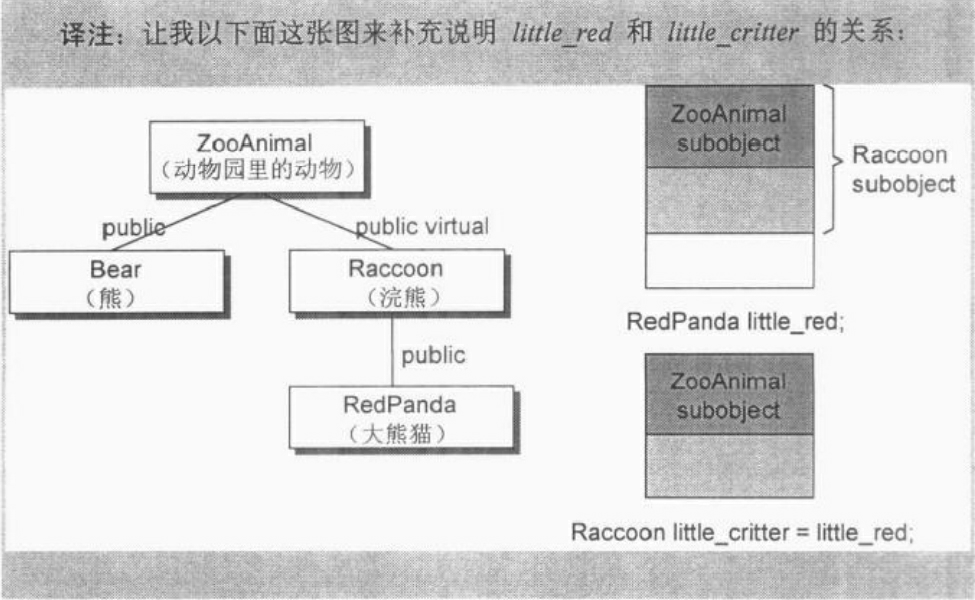 译注：让我以下面这张图来补充说明 little_red 和 little_critter 的关系：
ZooAnimal
（动物园里的动物）
public
public virtual
Bear
（熊）
Raccoon
（浣熊）
public
RedPanda
（大熊猫）
ZooAnimal
subobject
Raccoon
subobject
RedPanda little_red;
ZooAnimal
subobject
Raccoon little_critter = little_red;